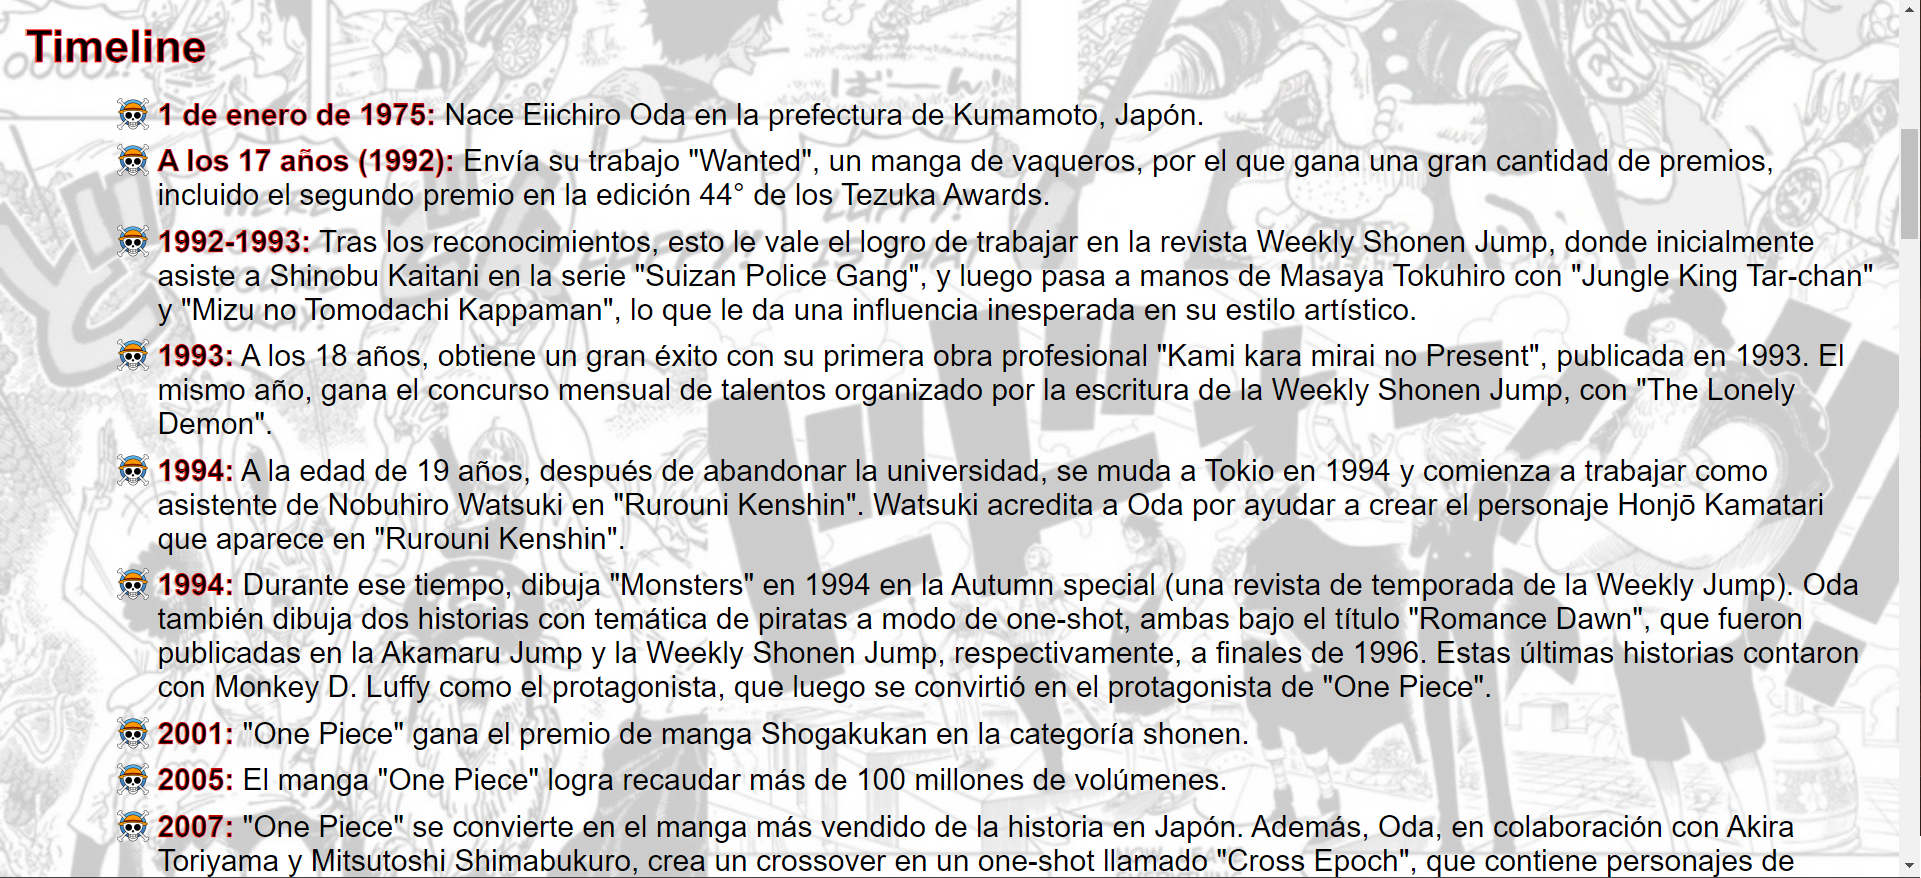 Timeline
1 de enero de 1975: Nace Eiichiro Oda en la prefectura de Kumamoto, Japón.
A los 17 años (1992): Envía su trabajo "Wanted", un manga de vaqueros, por el que gana una gran cantidad de premios,
incluido el segundo premio en la edición 44° de los Tezuka Awards.
1992-1993: Tras los reconocimientos, esto le vale el logro de trabajar en la revista Weekly Shonen Jump, donde inicialmente
asiste a Shinobu Kaitani en la serie "Suizan Police Gang", y luego pasa a manos de Masaya Tokuhiro con "Jungle King Tar-chan"
y "Mizu no Tomodachi Kappaman", lo que le da una influencia inesperada en su estilo artístico.
1993: A los 18 años, obtiene un gran éxito con su primera obra profesional "Kami kara mirai no Present", publicada en 1993. El
mismo año, gana el concurso mensual de talentos organizado por la escritura de la Weekly Shonen Jump, con "The Lonely
Demon".
1994: A la edad de 19 años, después de abandonar la universidad, se muda a Tokio en 1994 y comienza a trabajar como
asistente de Nobuhiro Watsuki en "Rurouni Kenshin". Watsuki acredita a Oda por ayudar a crear el personaje Honjō Kamatari
que aparece en "Rurouni Kenshin".
1994: Durante ese tiempo, dibuja "Monsters" en 1994 en la Autumn special (una revista de temporada de la Weekly Jump). Oda
también dibuja dos historias con temática de piratas a modo de one-shot, ambas bajo el título "Romance Dawn", que fueron
publicadas en la Akamaru Jump y la Weekly Shonen Jump, respectivamente, a finales de 1996. Estas últimas historias contaron
con Monkey D. Luffy como el protagonista, que luego se convirtió en el protagonista de "One Piece".
2001: "One Piece" gana el premio de manga Shogakukan en la categoría shonen.
2005: El manga "One Piece" logra recaudar más de 100 millones de volúmenes.
2007: "One Piece" se convierte en el manga más vendido de la historia en Japón. Además, Oda, en colaboración con Akira
Toriyama y Mitsutoshi Shimabukuro, crea un crossover en un one-shot llamado "Cross Epoch", que contiene personajes de